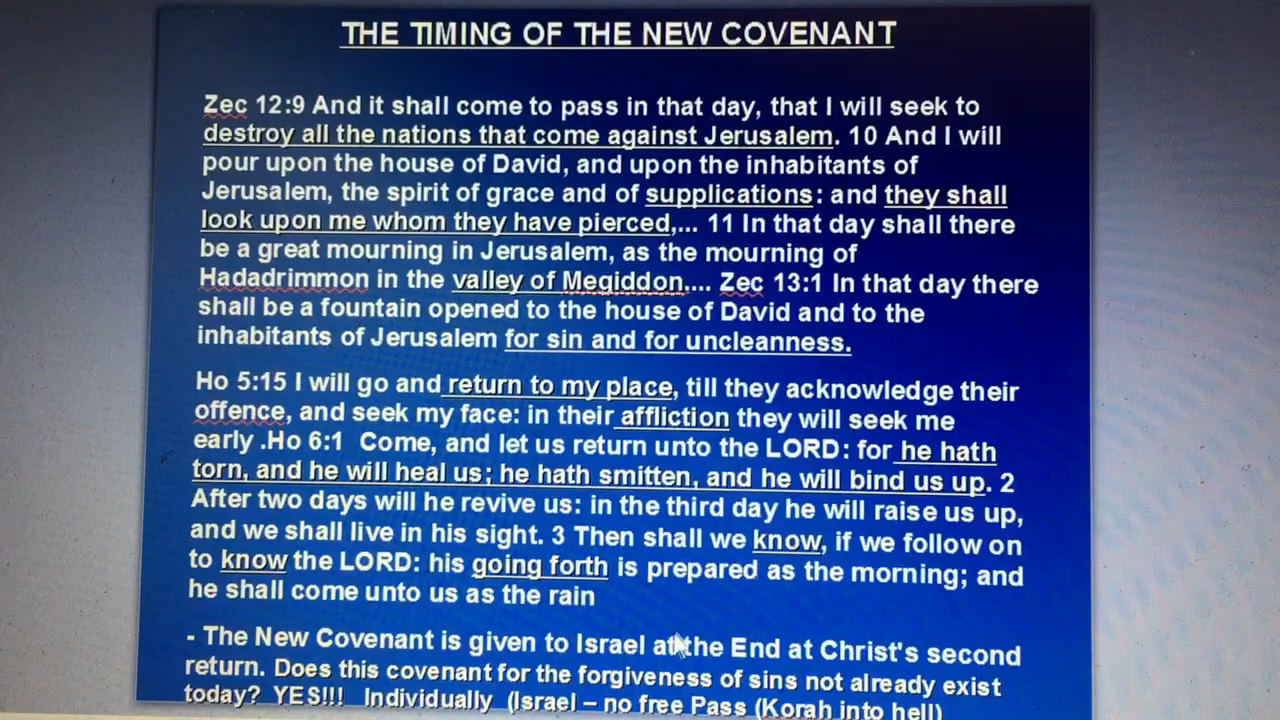 THE TIMING OF THE NEW COVENANT
Zec 12:9 And it shall come to pass in that day, that I will seek to
destroy all the nations that come against Jerusalem. 10 And I will
pour upon the house of David, and upon the inhabitants of
Jerusalem, the spirit of grace and of supplications: and they shall
look upon me whom they have pierced,... 11 In that day shall there
be a great mourning in Jerusalem, as the mourning of
Hadadrimmon in the valley of Megiddon.... Zec 13:1 In that day there
shall be a fountain opened to the house of David and to the
inhabitants of Jerusalem for sin and for uncleanness.
Ho 5:15 I will go and return to my place, till they acknowledge their
offence, and seek my face: in their affliction they will seek me
early .Ho 6:1 Come, and let us return unto the LORD: for he hath
torn, and he will heal us; he hath smitten, and he will bind us up. 2
After two days will he revive us: in the third day he will raise us up,
and we shall live in his sight. 3 Then shall we know, if we follow on
to know the LORD: his going forth is prepared as the morning; and
he shall come unto us as the rain
- The New Covenant is given to Israel at the End at Christ's second
return. Does this covenant for the forgiveness of sins not already exist
today? YES!!! Individually (Israel – no free Pass (Korah into hell)